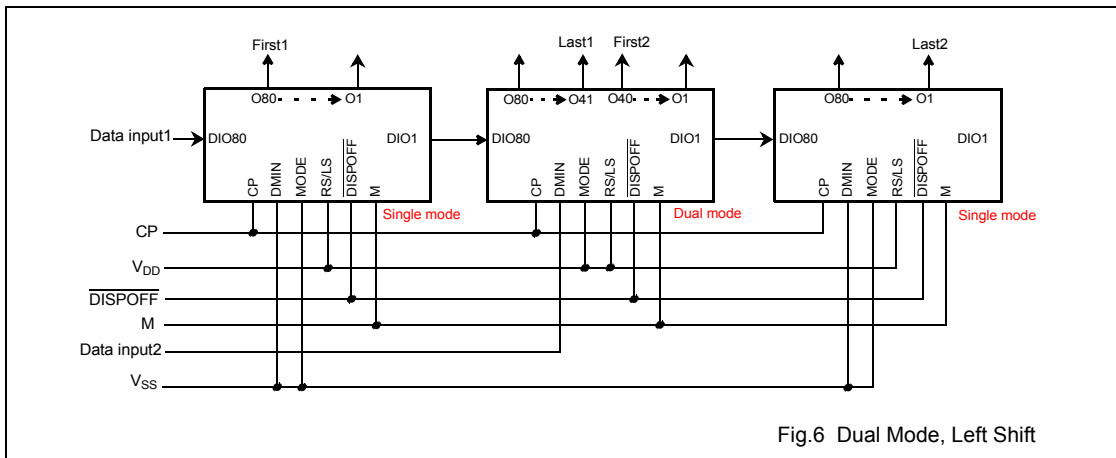 First1 Last1 First2 Last2
O80 O1 O80 O41 O40 O1 O80 O1
Data input1 DIO80 DIO1 DIO80 DIO1 DIO80 DIO1
CP DMIN MODE RS/LS DISPOFF M CP DMIN MODE RS/LS DISPOFF M CP DMIN MODE RS/LS DISPOFF M
Single mode Dual mode Single mode
CP
VDD
DISPOFF
M
Data input2
VSS
Fig.6 Dual Mode, Left Shift